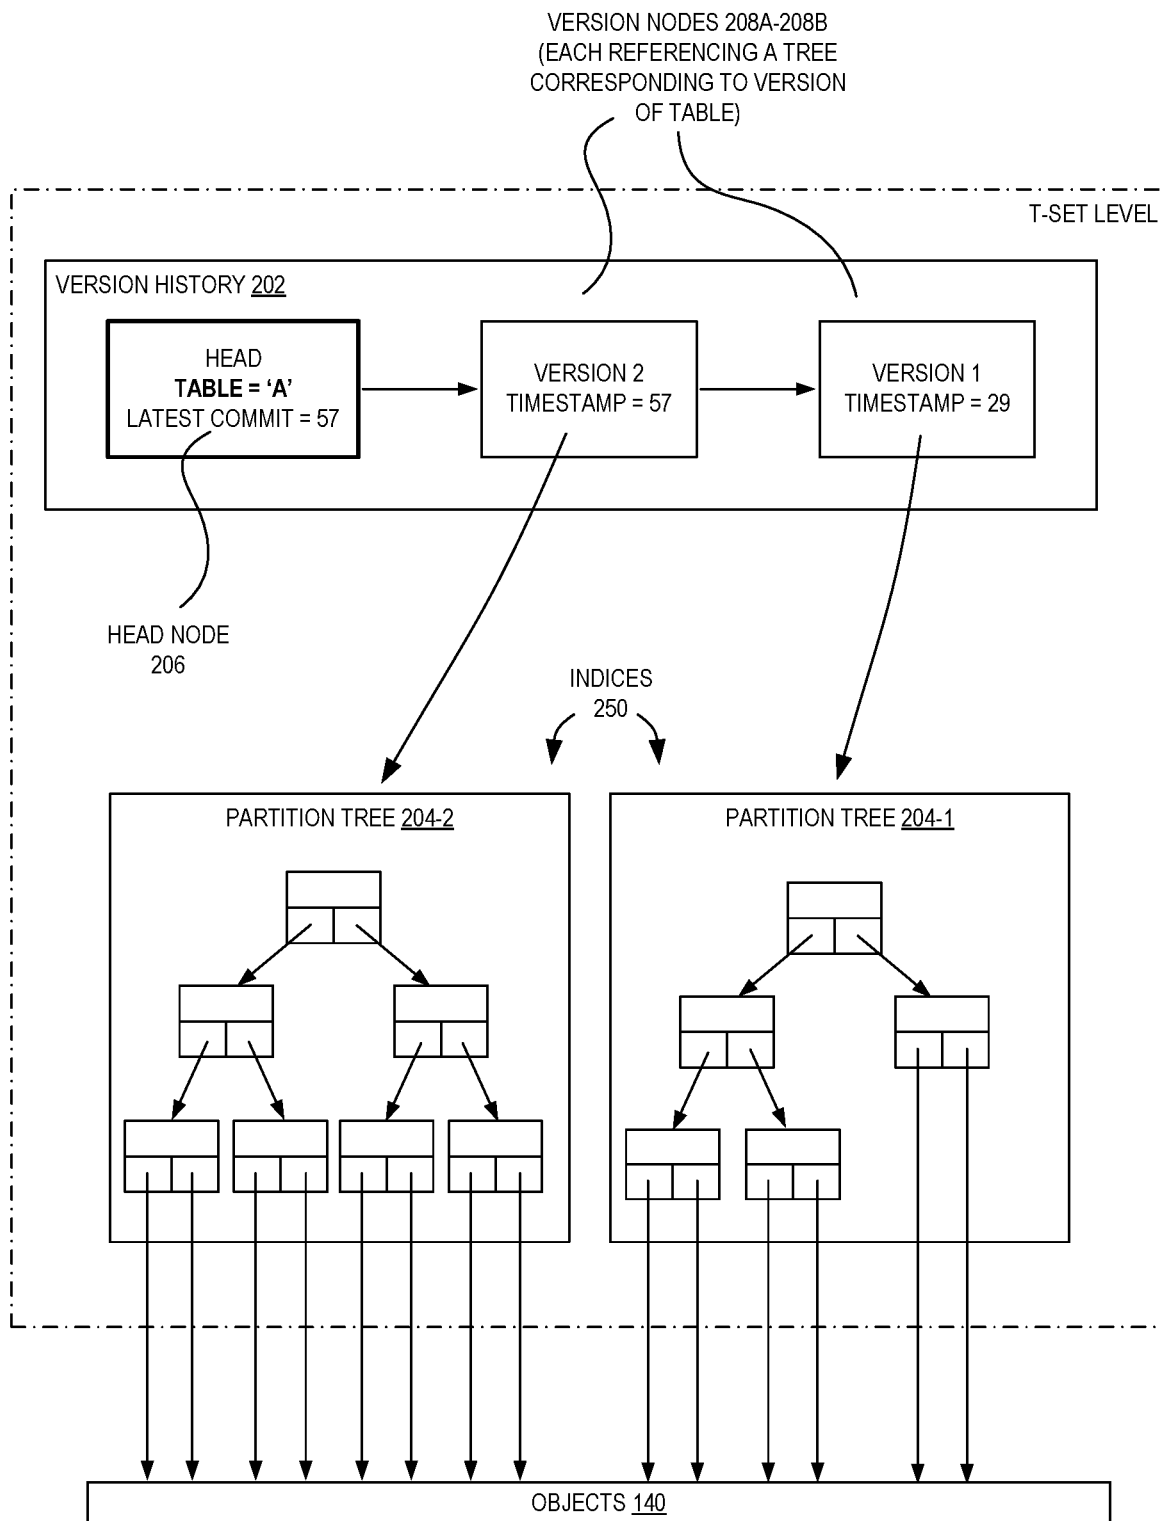 VERSION NODES 208A-208B
(EACH REFERENCING A TREE
CORRESPONDING TO VERSION
OF TABLE)
T-SET LEVEL
VERSION HISTORY 202
HEAD
TABLE = ‘A’
LATEST COMMIT = 57
VERSION 2
TIMESTAMP = 57
VERSION 1
TIMESTAMP = 29
HEAD NODE
206
INDICES
250
PARTITION TREE 204-2
PARTITION TREE 204-1
OBJECTS 140